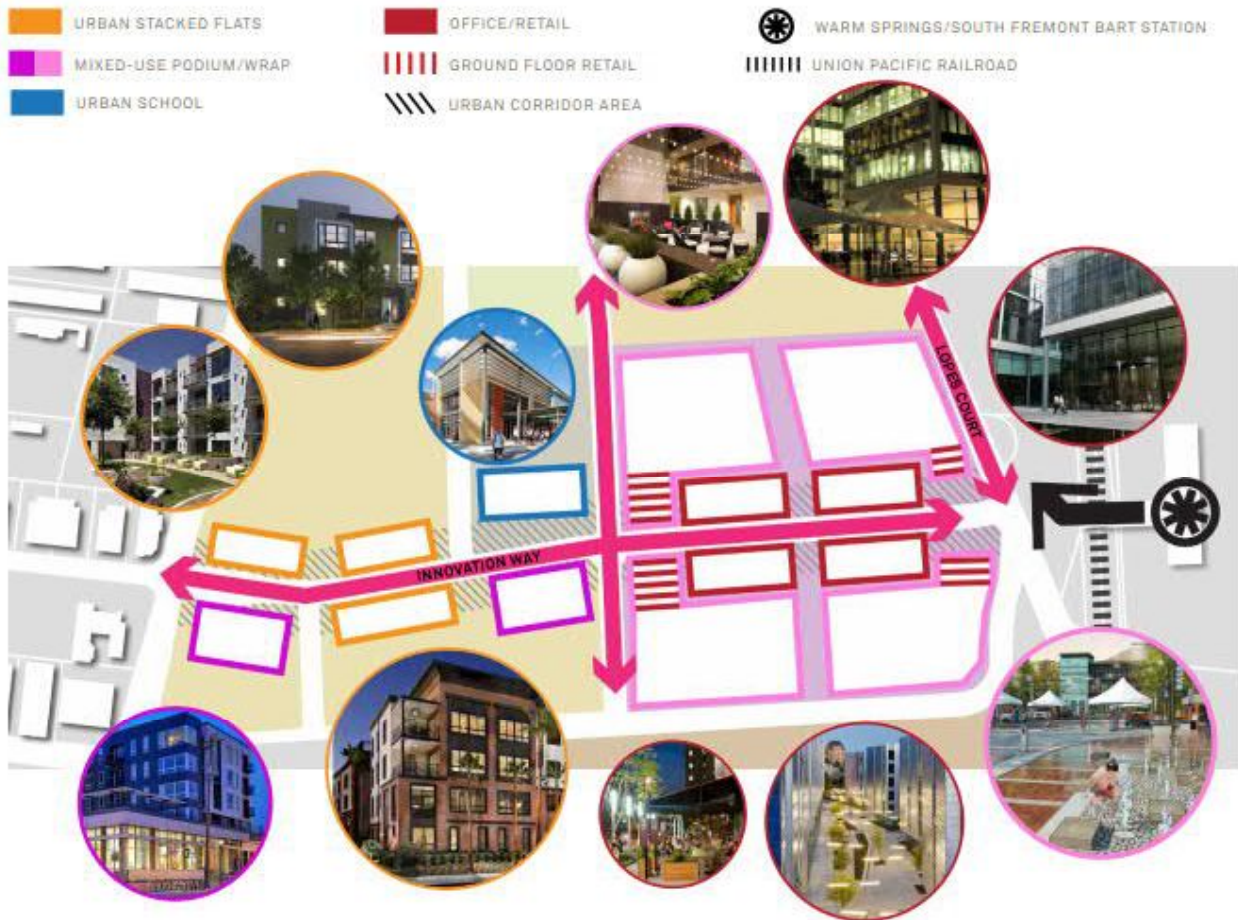 URBAN STACKED FLATS
OFFICE/RETAIL
WARM SPRINGS/SOUTH FREMONT BART STATION
MIXED-USE PODIUM/WRAP
GROUND FLOOR RETAIL
UNION PACIFIC RAILROAD
URBAN SCHOOL
URBAN CORRIDOR AREA
LOPES COURT
INNOVATION WAY